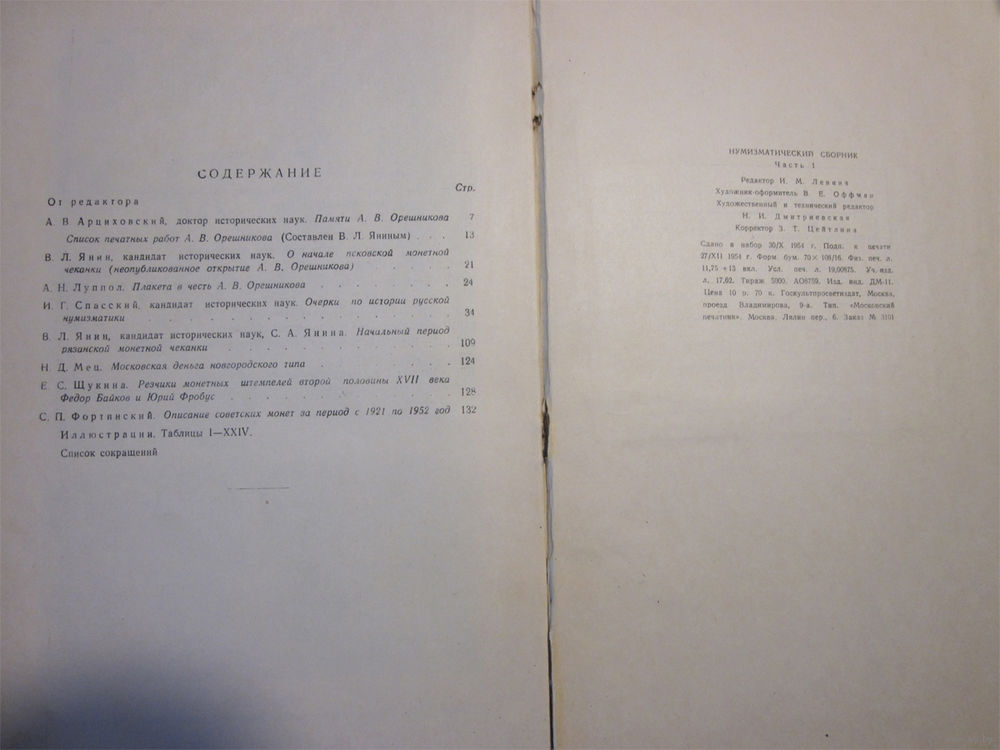 СОДЕРЖАНИЕ
Стр.
От редактора
А. В Арциховский, доктор исторических наук. Памяти А. В. Орешникова 7
Список печатных работ А. В. Орешникова (Составлен В. Л. Яниным) . . . 13
В. Л. Янин, кандидат исторических наук. О начале псковской монетной
чеканки (неопубликованное открытие А. В. Орешникова) . . . . 21
А. Н. Луппол. Плакета в честь А. В. Орешникова . . . . . . . 24
И. Г. Спасский, кандидат исторических наук. Очерки по истории русской
нумизматики . . . . . . . . . . . . 34
В. Л. Янин, кандидат исторических наук, С. А. Янина. Начальный период
рязанской монетной чеканки . . . . . . . . . . 109
Н. Д. Мец. Московская деньга новгородского типа . . . . . . 124
Е. С. Щукина. Резчики монетных штемпелей второй половины XVII века
Федор Байков и Юрий Фробус . . . . . . . . . . 128
С. П. Фортинский. Описание советских монет за период с 1921 по 1952 год 132
Иллюстрации. Таблицы I—XXIV.
Список сокращений
НУМИЗМАТИЧЕСКИЙ СБОРНИК
Часть 1
Редактор И. М. Левина
Художник-оформитель В. Е. Оффман
Художественный и технический редактор
Н. И. Дмитриевская
Корректор З. Т. Цейтлина
Сдано в набор 30/X 1954 г. Подп. к печати
27/XII 1954 г. Форм. бум. 70×108/16. Физ. печ. л.
11,75 +13 вкл. Усл. печ. л. 19,00875. Уч.-изд.
л. 17,62. Тираж 5000. А08759. Изд. инд. ДМ-11.
Цена 10 р. 70 к. Госкультпросветиздат, Москва,
проезд Владимирова, 9-а. Тип. «Московский
печатник». Москва. Лялин пер., 6. Заказ № 3101